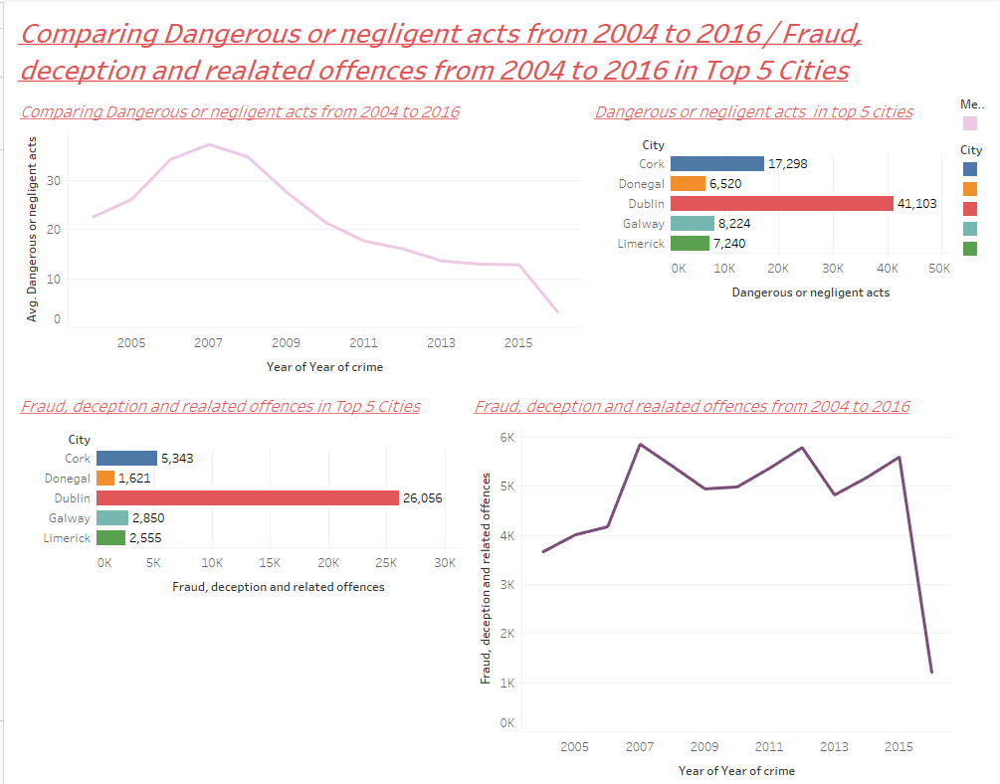 Comparing Dangerous or negligent acts from 2004 to 2016 / Fraud,
deception and realated offences from 2004 to 2016 in Top 5 Cities
Comparing Dangerous or negligent acts from 2004 to 2016
Avg. Dangerous or negligent acts
30
20
10
0
2005 2007 2009 2011 2013 2015
Year of Year of crime
Dangerous or negligent acts in top 5 cities
City
Cork 17,298
Donegal 6,520
Dublin 41,103
Galway 8,224
Limerick 7,240
0K 10K 20K 30K 40K 50K
Dangerous or negligent acts
Me..
City
Fraud, deception and realated offences in Top 5 Cities
City
Cork 5,343
Donegal 1,621
Dublin 26,056
Galway 2,850
Limerick 2,555
0K 5K 10K 15K 20K 25K 30K
Fraud, deception and related offences
Fraud, deception and realated offences from 2004 to 2016
Fraud, deception and related offences
6K
5K
4K
3K
2K
1K
0K
2005 2007 2009 2011 2013 2015
Year of Year of crime